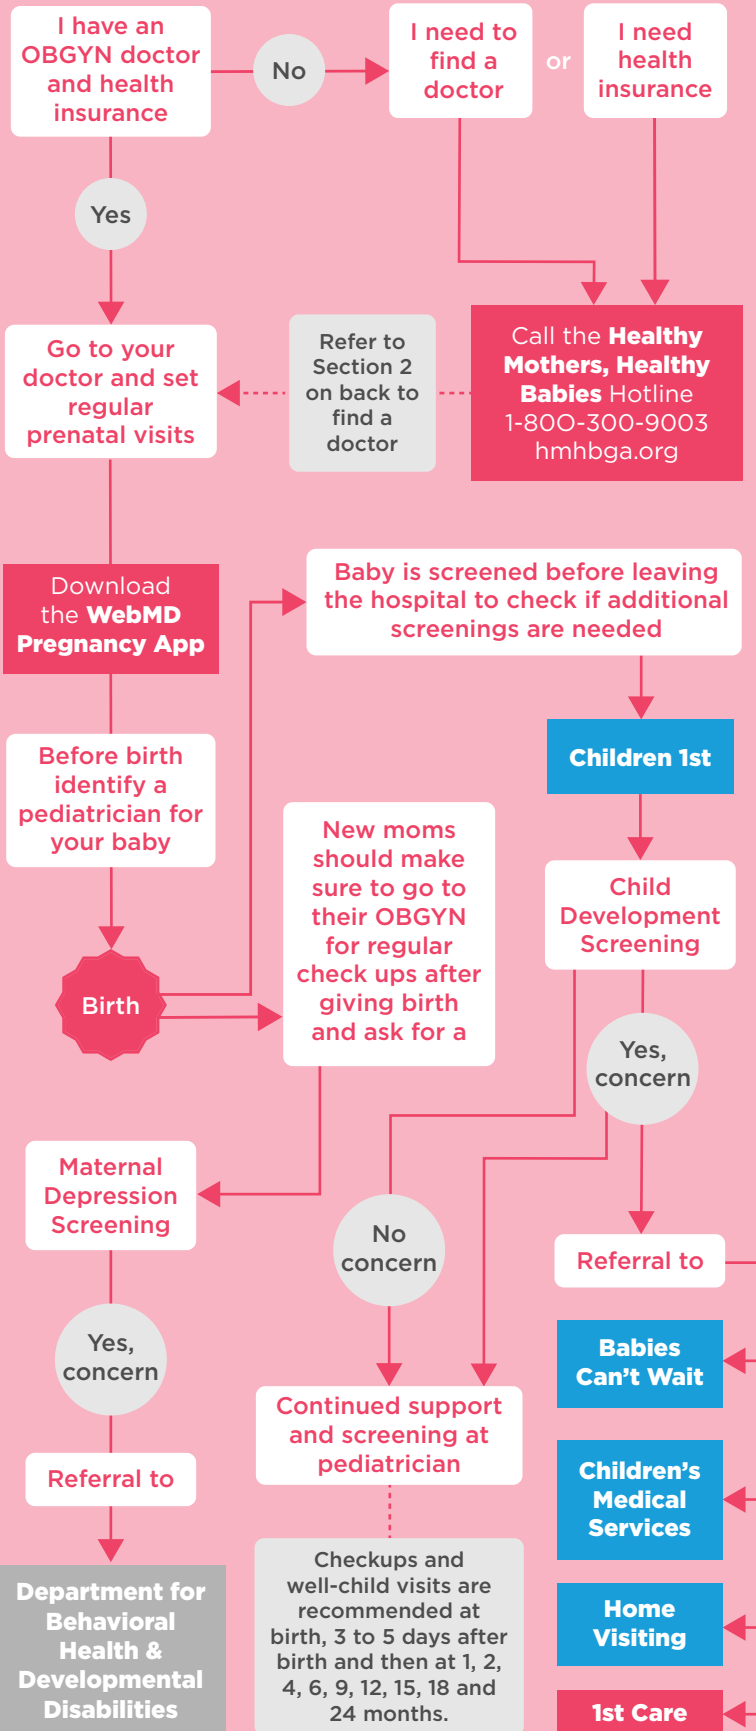 I have an
OBGYN doctor
and health
insurance
No
I need to
find a
doctor
or
I need
health
insurance
Yes
Go to your
doctor and set
regular
prenatal visits
Refer to
Section 2
on back to
find a
doctor
Call the Healthy
Mothers, Healthy
Babies Hotline
1-800-300-9003
hmhbga.org
Download
the WebMD
Pregnancy App
Baby is screened before leaving
the hospital to check if additional
screenings are needed
Children 1st
Before birth
identify a
pediatrician for
your baby
New moms
should make
sure to go to
their OBGYN
for regular
check ups after
giving birth
and ask for a
Child
Development
Screening
Birth
Yes,
concern
Maternal
Depression
Screening
No
concern
Referral to
Yes,
concern
Babies
Can’t Wait
Continued support
and screening at
pediatrician
Referral to
Children’s
Medical
Services
Checkups and
well-child visits are
recommended at
birth, 3 to 5 days after
birth and then at 1, 2,
4, 6, 9, 12, 15, 18 and
24 months.
Department for
Behavioral
Health &
Developmental
Disabilities
Home
Visiting
1st Care